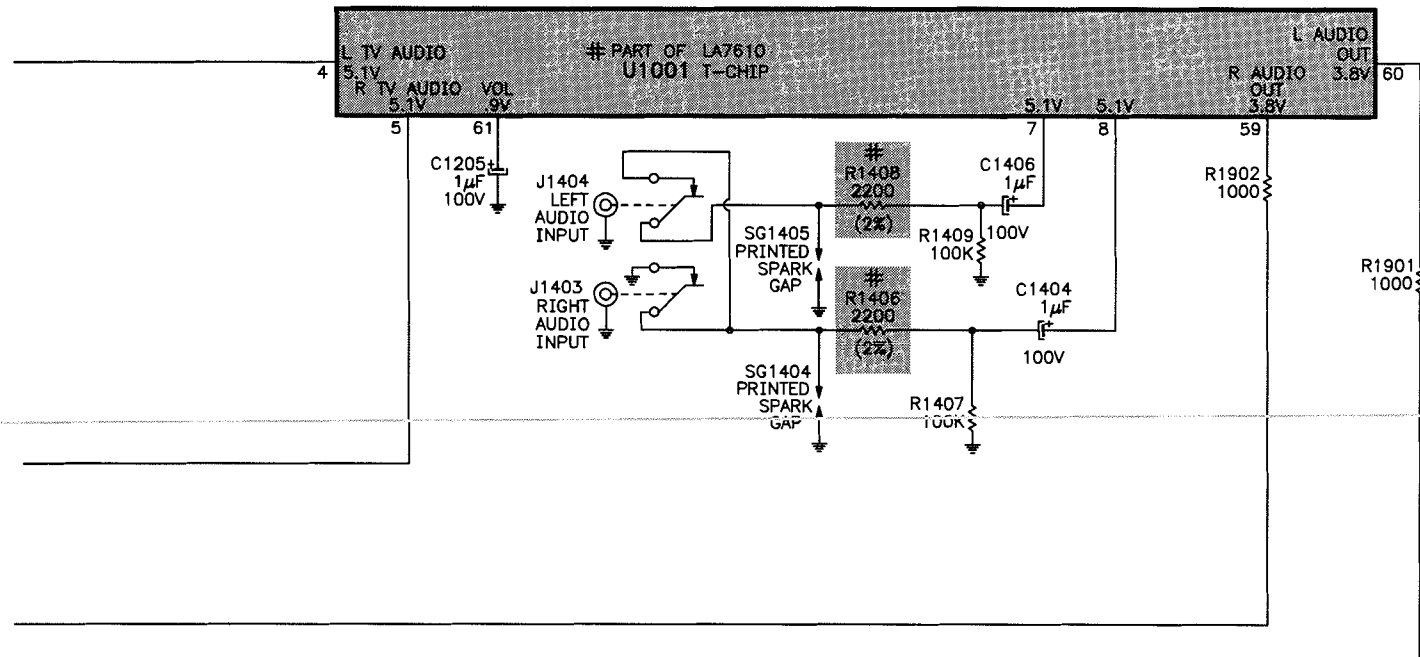 L TV AUDIO
5.1V
4
R TV AUDIO
5.1V
5
VOL
.9V
61
# PART OF LA7610
U1001 T-CHIP
5.1V
7
5.1V
8
L AUDIO
OUT
3.8V
60
R AUDIO
OUT
3.8V
59
C1205
+
1µF
100V
J1404
LEFT
AUDIO
INPUT
J1403
RIGHT
AUDIO
INPUT
#
R1408
2200
(2%)
SG1405
PRINTED
SPARK
GAP
C1406
1µF
+
100V
R1409
100K
#
R1406
2200
(2%)
SG1404
PRINTED
SPARK
GAP
C1404
1µF
+
100V
R1407
100K
R1902
1000
R1901
1000